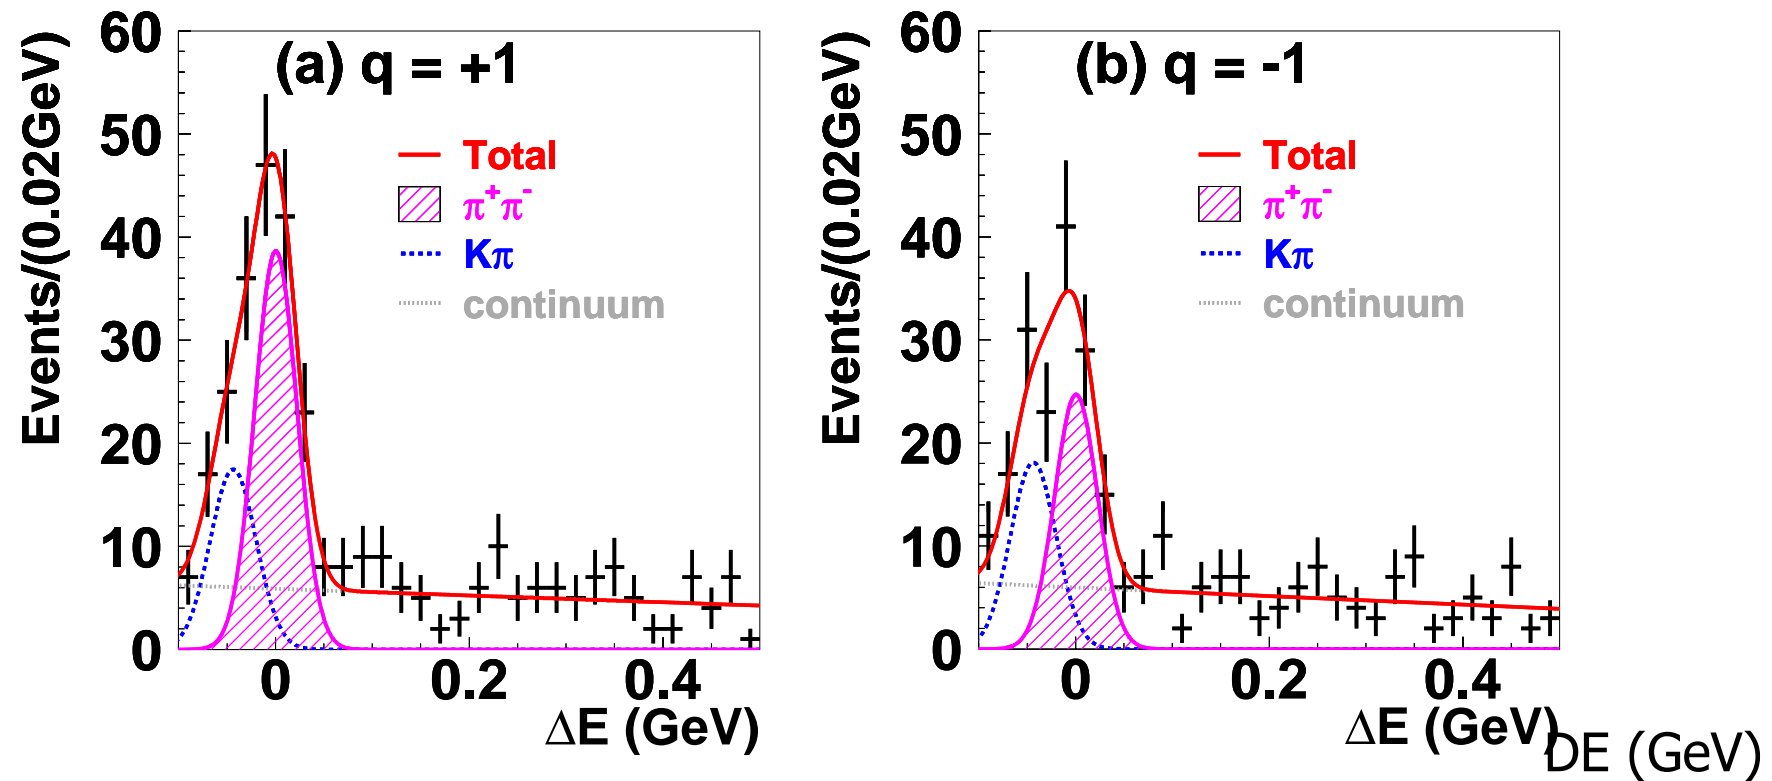 (a) q = +1
Events/(0.02GeV)
60
50
40
30
20
10
0
Total
π⁺π⁻
Kπ
continuum
0 0.2 0.4
ΔE (GeV)
(b) q = -1
Events/(0.02GeV)
60
50
40
30
20
10
0
Total
π⁺π⁻
Kπ
continuum
0 0.2 0.4
ΔE (GeV)
DE (GeV)